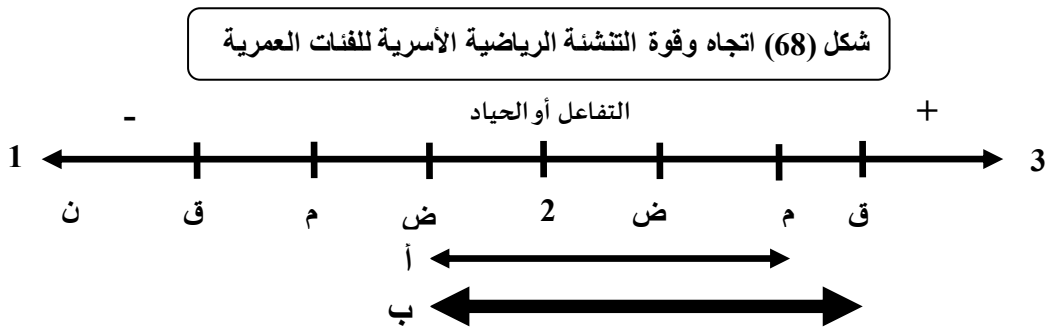 شكل (68) اتجاه وقوة التنشئة الرياضية الأسرية للفئات العمرية
+ التفاعل أو الحياد -
3 1
ق م ض 2 ض م ق ن
أ
ب